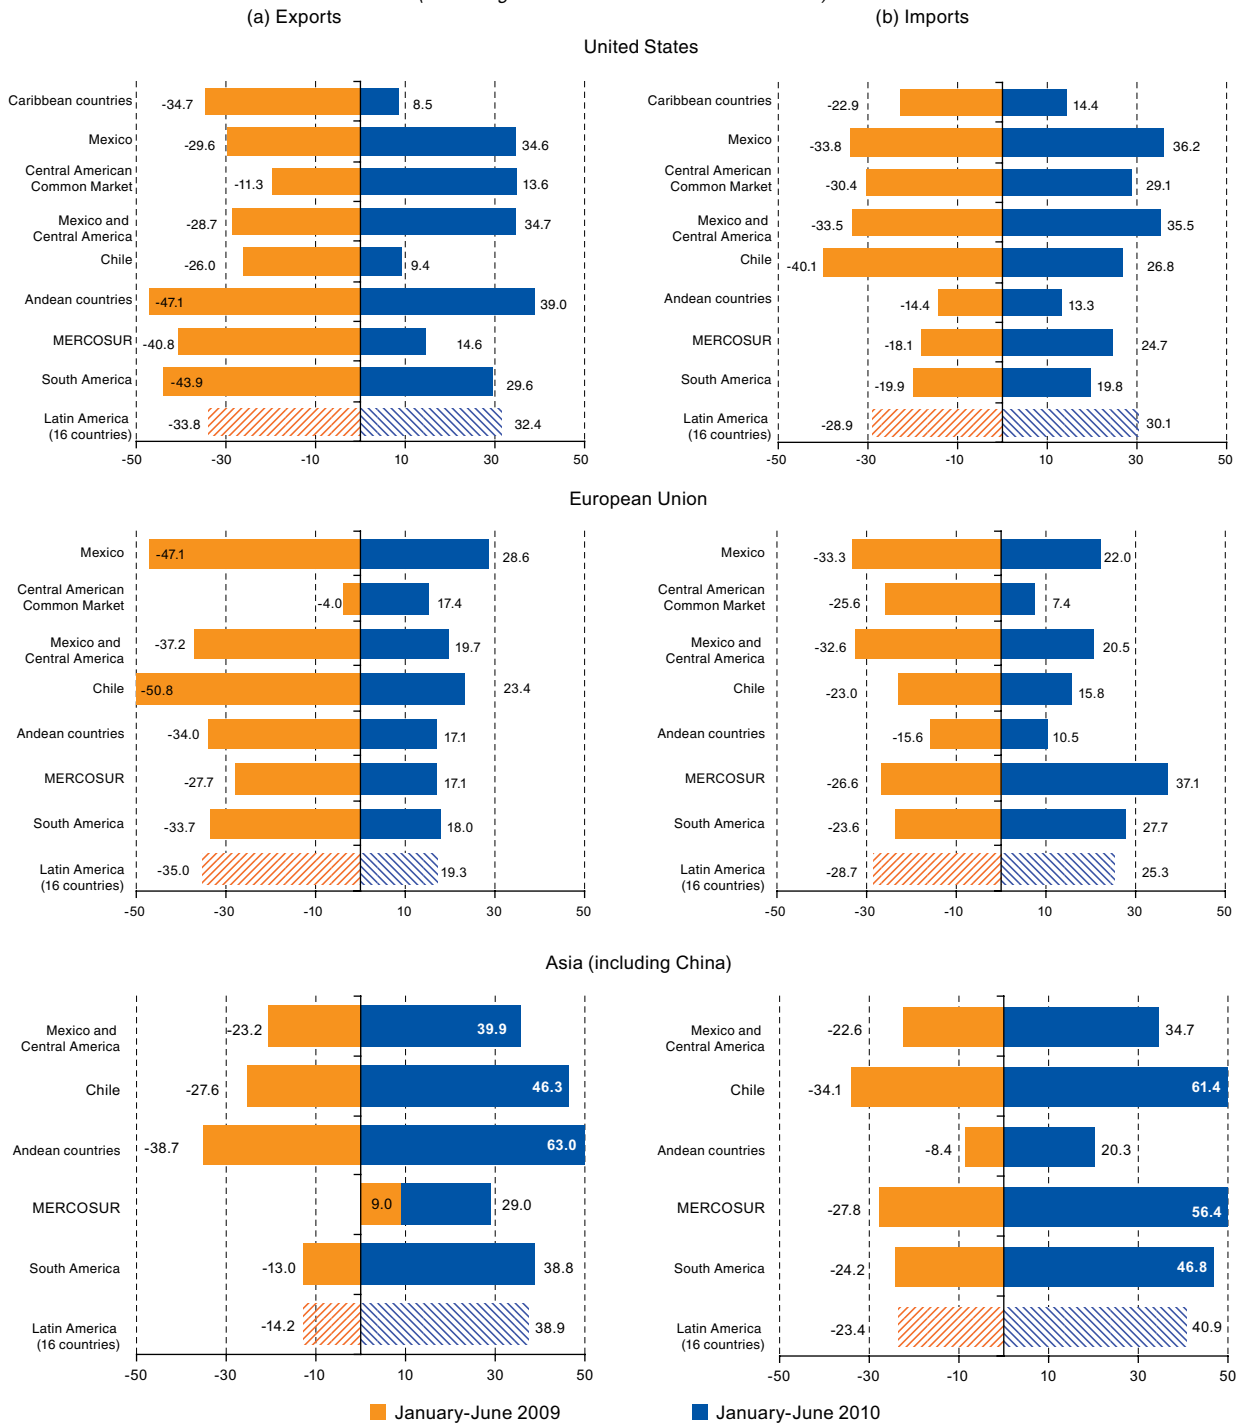 (a) Exports
(b) Imports
United States
Caribbean countries -34.7 8.5
Mexico -29.6 34.6
Central American
Common Market -11.3 13.6
Mexico and
Central America -28.7 34.7
Chile -26.0 9.4
Andean countries -47.1 39.0
MERCOSUR -40.8 14.6
South America -43.9 29.6
Latin America
(16 countries) -33.8 32.4
-50 -30 -10 10 30 50
Caribbean countries -22.9 14.4
Mexico -33.8 36.2
Central American
Common Market -30.4 29.1
Mexico and
Central America -33.5 35.5
Chile -40.1 26.8
Andean countries -14.4 13.3
MERCOSUR -18.1 24.7
South America -19.9 19.8
Latin America
(16 countries) -28.9 30.1
-50 -30 -10 10 30 50
European Union
Mexico -47.1 28.6
Central American
Common Market -4.0 17.4
Mexico and
Central America -37.2 19.7
Chile -50.8 23.4
Andean countries -34.0 17.1
MERCOSUR -27.7 17.1
South America -33.7 18.0
Latin America
(16 countries) -35.0 19.3
-50 -30 -10 10 30 50
Mexico -33.3 22.0
Central American
Common Market -25.6 7.4
Mexico and
Central America -32.6 20.5
Chile -23.0 15.8
Andean countries -15.6 10.5
MERCOSUR -26.6 37.1
South America -23.6 27.7
Latin America
(16 countries) -28.7 25.3
-50 -30 -10 10 30 50
Asia (including China)
Mexico and
Central America -23.2 39.9
Chile -27.6 46.3
Andean countries -38.7 63.0
MERCOSUR 9.0 29.0
South America -13.0 38.8
Latin America
(16 countries) -14.2 38.9
-50 -30 -10 10 30 50
Mexico and
Central America -22.6 34.7
Chile -34.1 61.4
Andean countries -8.4 20.3
MERCOSUR -27.8 56.4
South America -24.2 46.8
Latin America
(16 countries) -23.4 40.9
-50 -30 -10 10 30 50
January-June 2009
January-June 2010